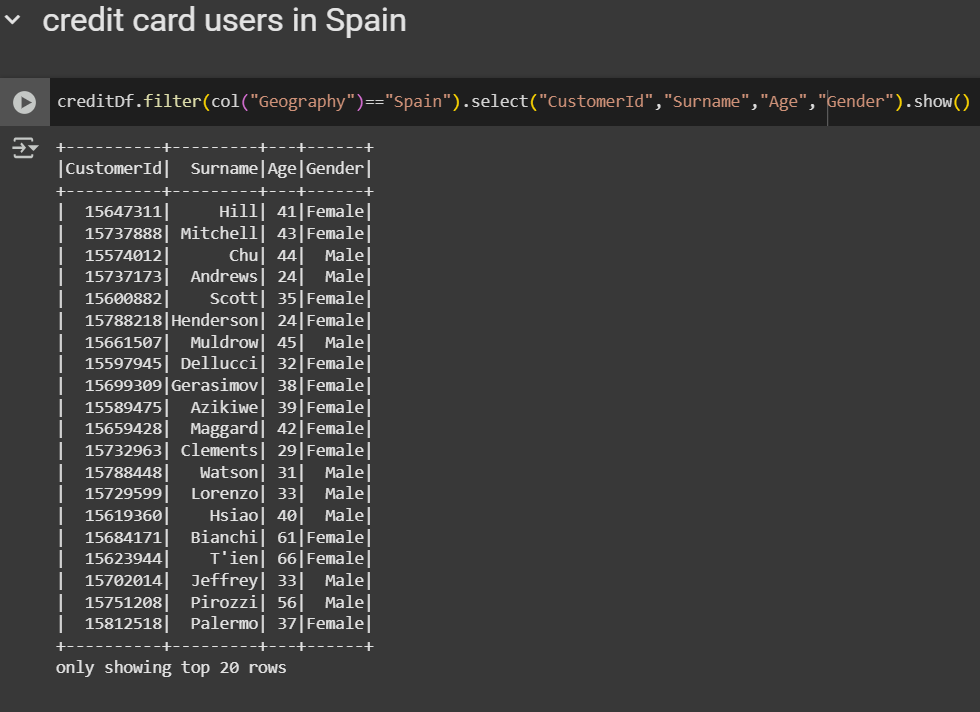 credit card users in Spain
creditDf.filter(col("Geography")=="Spain").select("CustomerId","Surname","Age","Gender").show()
+----------+---------+---+------+
|CustomerId|  Surname|Age|Gender|
+----------+---------+---+------+
|  15647311|     Hill| 41|Female|
|  15737888| Mitchell| 43|Female|
|  15574012|      Chu| 44|  Male|
|  15737173|  Andrews| 24|  Male|
|  15600882|    Scott| 35|Female|
|  15788218|Henderson| 24|Female|
|  15661507|  Muldrow| 45|  Male|
|  15597945| Dellucci| 32|Female|
|  15699309|Gerasimov| 38|Female|
|  15589475|  Azikiwe| 39|Female|
|  15659428|  Maggard| 42|Female|
|  15732963| Clements| 29|Female|
|  15788448|   Watson| 31|  Male|
|  15729599|  Lorenzo| 33|  Male|
|  15619360|    Hsiao| 40|  Male|
|  15684171|  Bianchi| 61|Female|
|  15623944|    T'ien| 66|Female|
|  15702014|  Jeffrey| 33|  Male|
|  15751208|  Pirozzi| 56|  Male|
|  15812518|  Palermo| 37|Female|
+----------+---------+---+------+
only showing top 20 rows